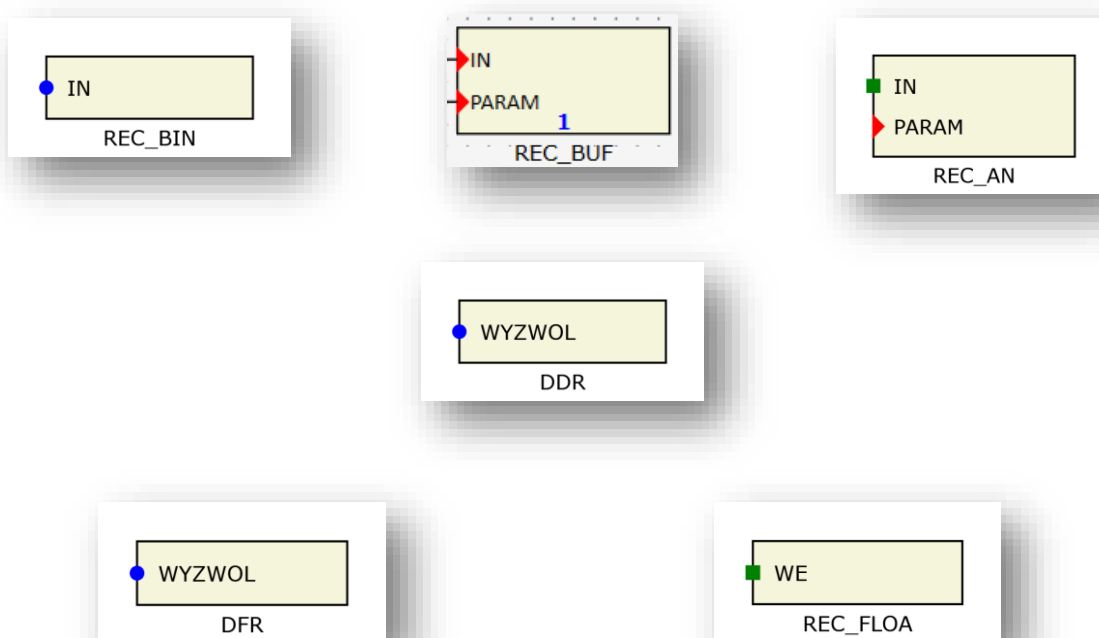 IN
REC_BIN
IN
PARAM
1
REC_BUF
IN
PARAM
REC_AN
WYZWOL
DDR
WYZWOL
DFR
WE
REC_FLOA